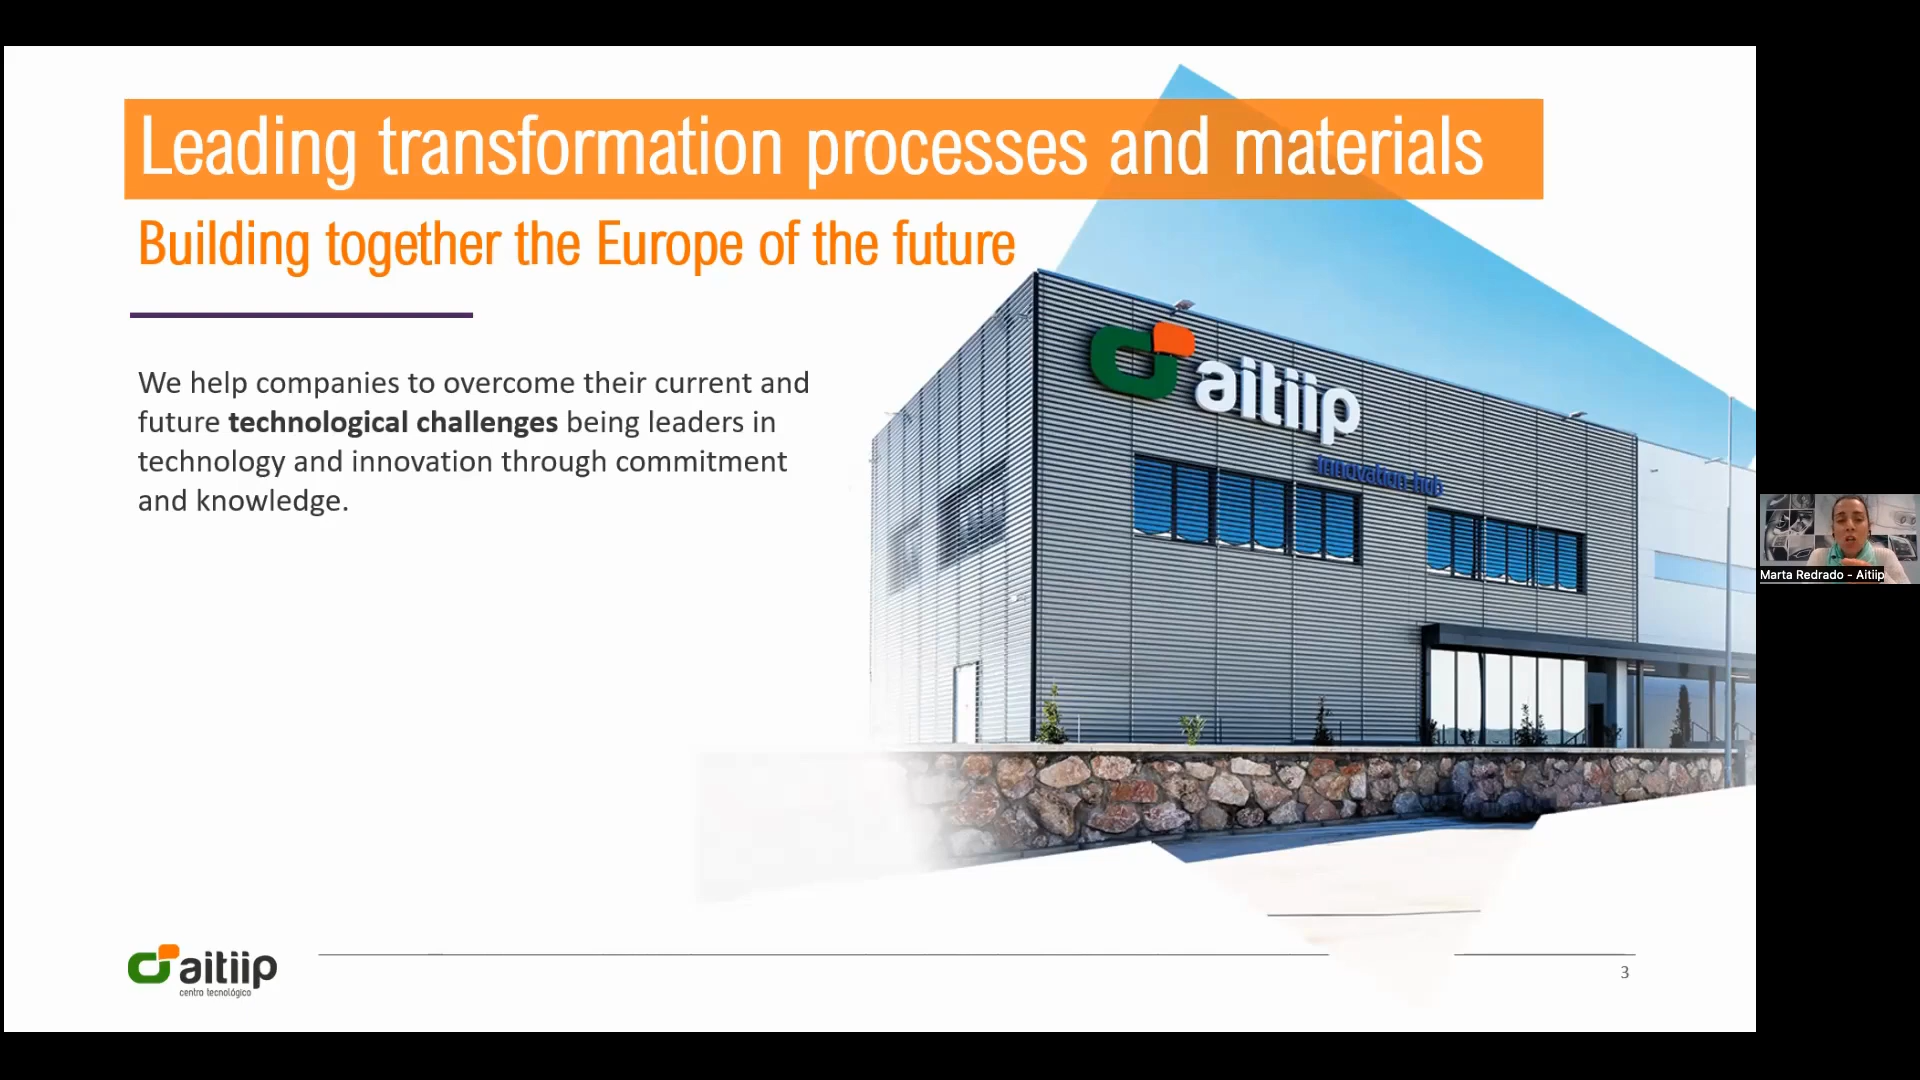 Leading transformation processes and materials
Building together the Europe of the future
We help companies to overcome their current and
future technological challenges being leaders in
technology and innovation through commitment
and knowledge.
aitiip
innovation hub
Marta Redrado - Aitiip
aitiip
centro tecnológico
3